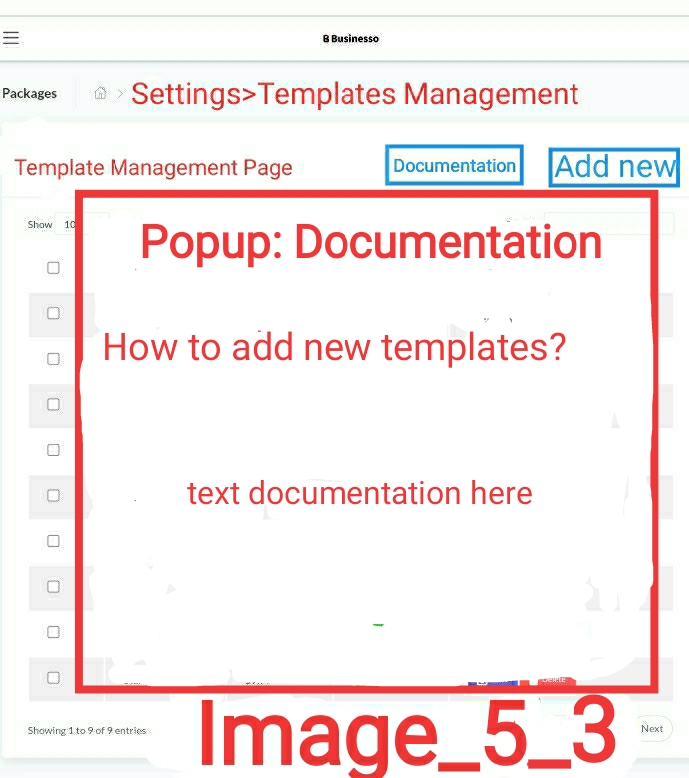 B Businesso
Packages > Settings>Templates Management
Template Management Page Documentation Add new
Show 10
Popup: Documentation
How to add new templates?
text documentation here
Delete
Showing 1 to 9 of 9 entries Next
Image_5_3